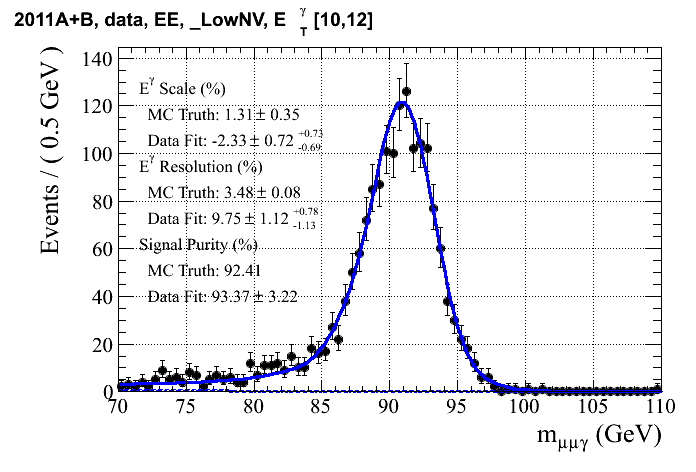 2011A+B, data, EE, _LowNV, E_T^γ [10,12]
Events / ( 0.5 GeV )
140
120
100
80
60
40
20
0
E^γ Scale (%)
MC Truth: 1.31 ± 0.35
Data Fit: -2.33 ± 0.72 +0.73 -0.69
E^γ Resolution (%)
MC Truth: 3.48 ± 0.08
Data Fit: 9.75 ± 1.12 +0.78 -1.13
Signal Purity (%)
MC Truth: 92.41
Data Fit: 93.37 ± 3.22
70 75 80 85 90 95 100 105 110
m_μμγ (GeV)